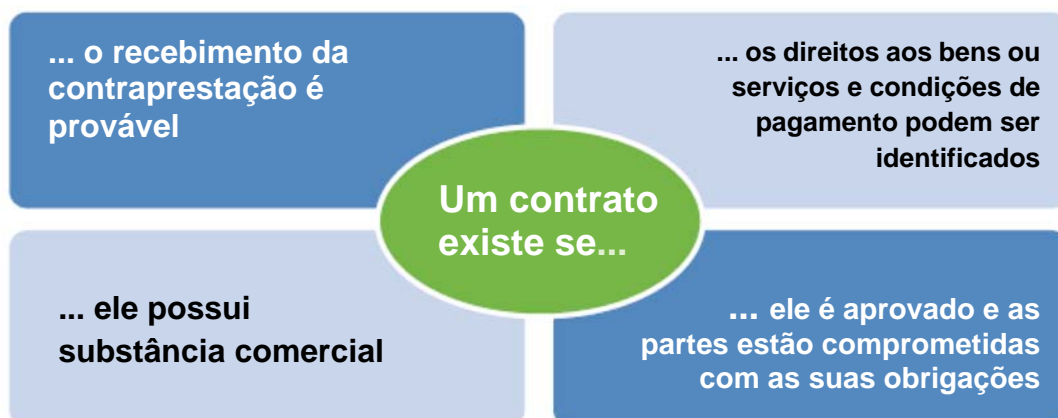 ... o recebimento da
contraprestação é
provável
... os direitos aos bens ou
serviços e condições de
pagamento podem ser
identificados
Um contrato
existe se...
... ele possui
substância comercial
... ele é aprovado e as
partes estão comprometidas
com as suas obrigações